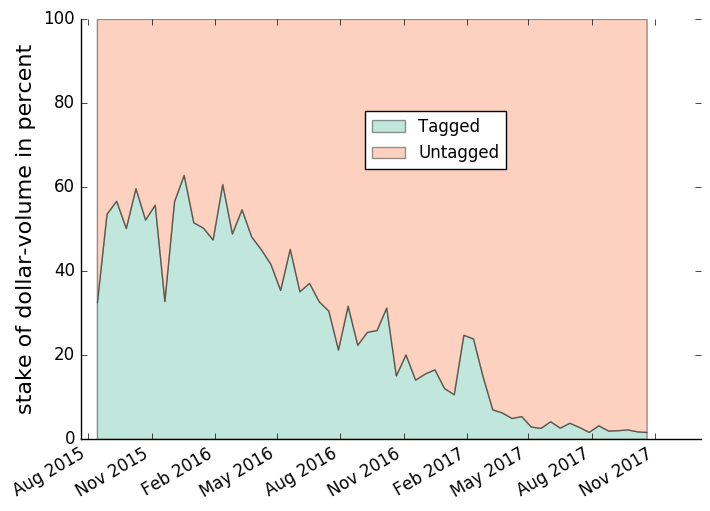 stake of dollar-volume in percent
100
80
60
40
20
0
Tagged
Untagged
Aug 2015
Nov 2015
Feb 2016
May 2016
Aug 2016
Nov 2016
Feb 2017
May 2017
Aug 2017
Nov 2017